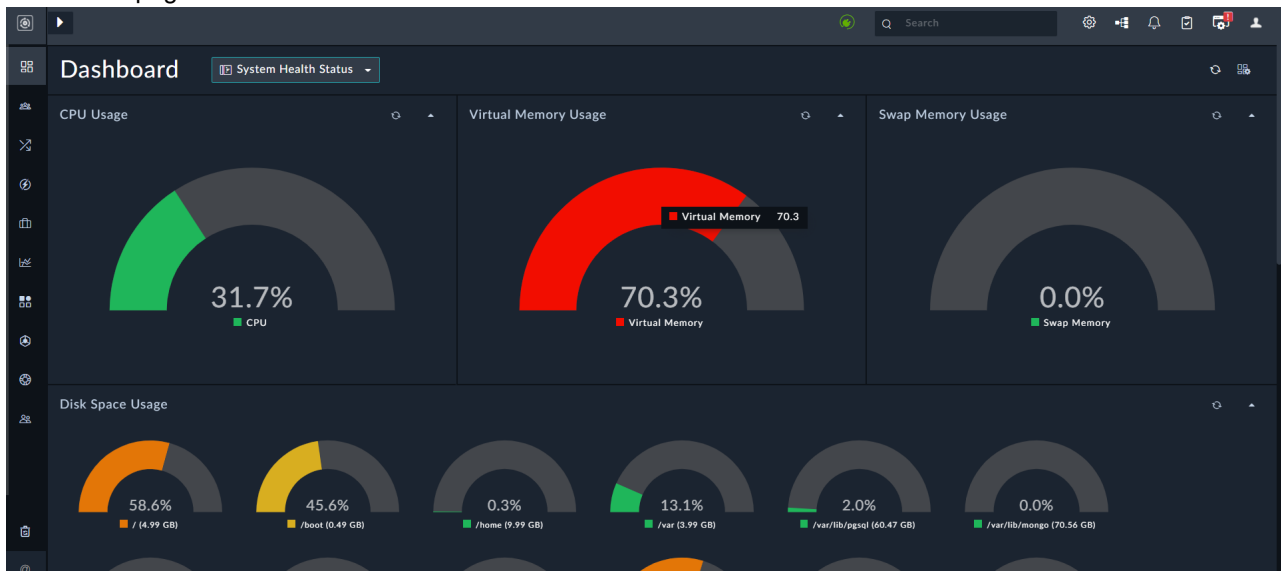 Search
Dashboard
System Health Status
CPU Usage
Virtual Memory Usage
Swap Memory Usage
Virtual Memory 70.3
31.7%
CPU
70.3%
Virtual Memory
0.0%
Swap Memory
Disk Space Usage
58.6%
/ (4.99 GB)
45.6%
/boot (0.49 GB)
0.3%
/home (9.99 GB)
13.1%
/var (3.99 GB)
2.0%
/var/lib/pgsql (60.47 GB)
0.0%
/var/lib/mongo (70.56 GB)